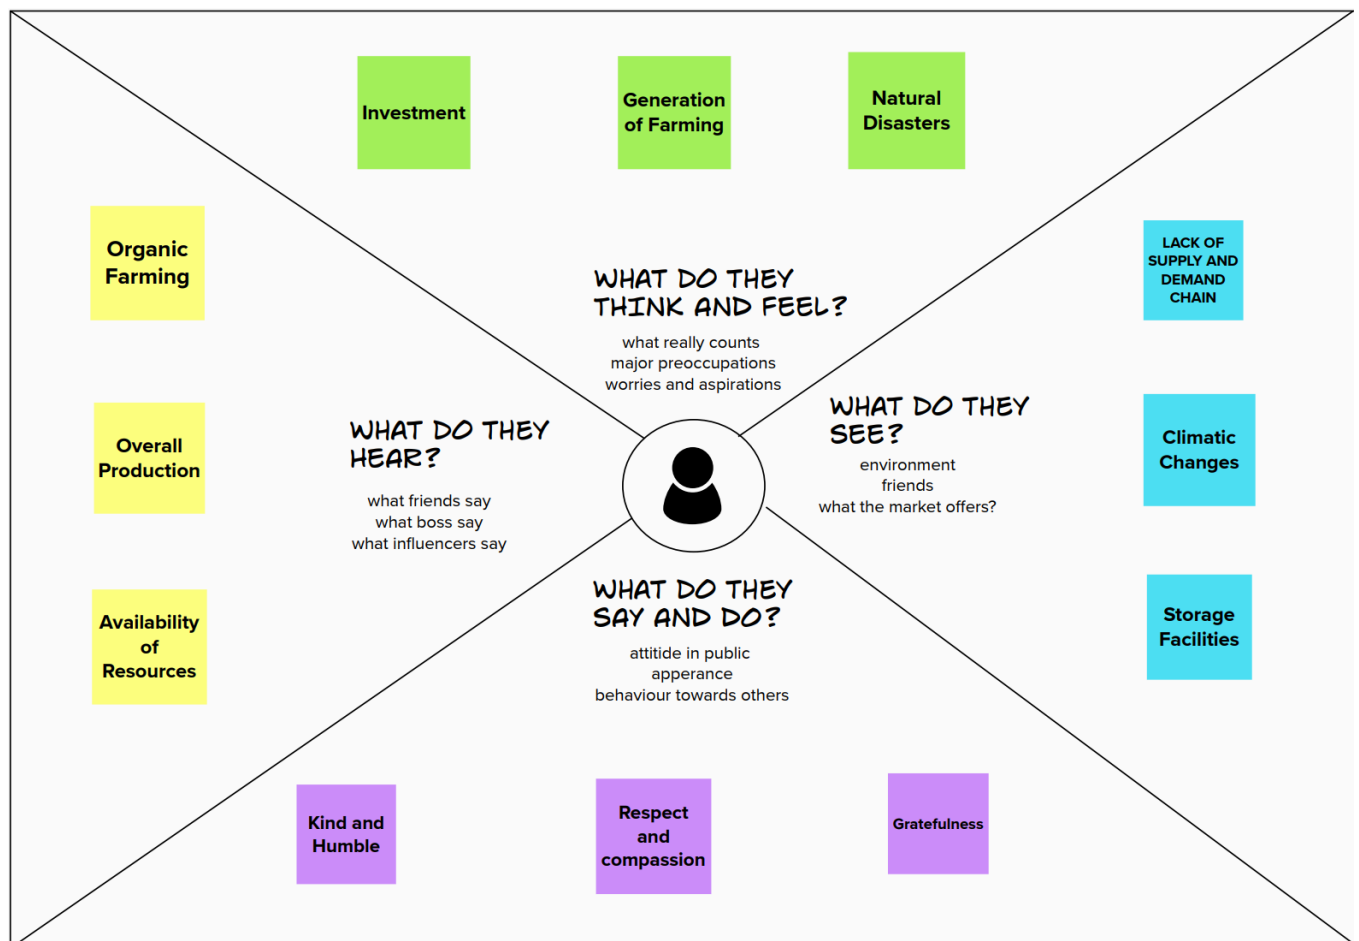 Investment
Generation
of Farming
Natural
Disasters
Organic
Farming
LACK OF
SUPPLY AND
DEMAND
CHAIN
WHAT DO THEY
THINK AND FEEL?
what really counts
major preoccupations
worries and aspirations
Overall
Production
WHAT DO THEY
HEAR?
what friends say
what boss say
what influencers say
WHAT DO THEY
SEE?
environment
friends
what the market offers?
Climatic
Changes
Availability
of
Resources
WHAT DO THEY
SAY AND DO?
attitide in public
apperance
behaviour towards others
Storage
Facilities
Kind and
Humble
Respect
and
compassion
Gratefulness